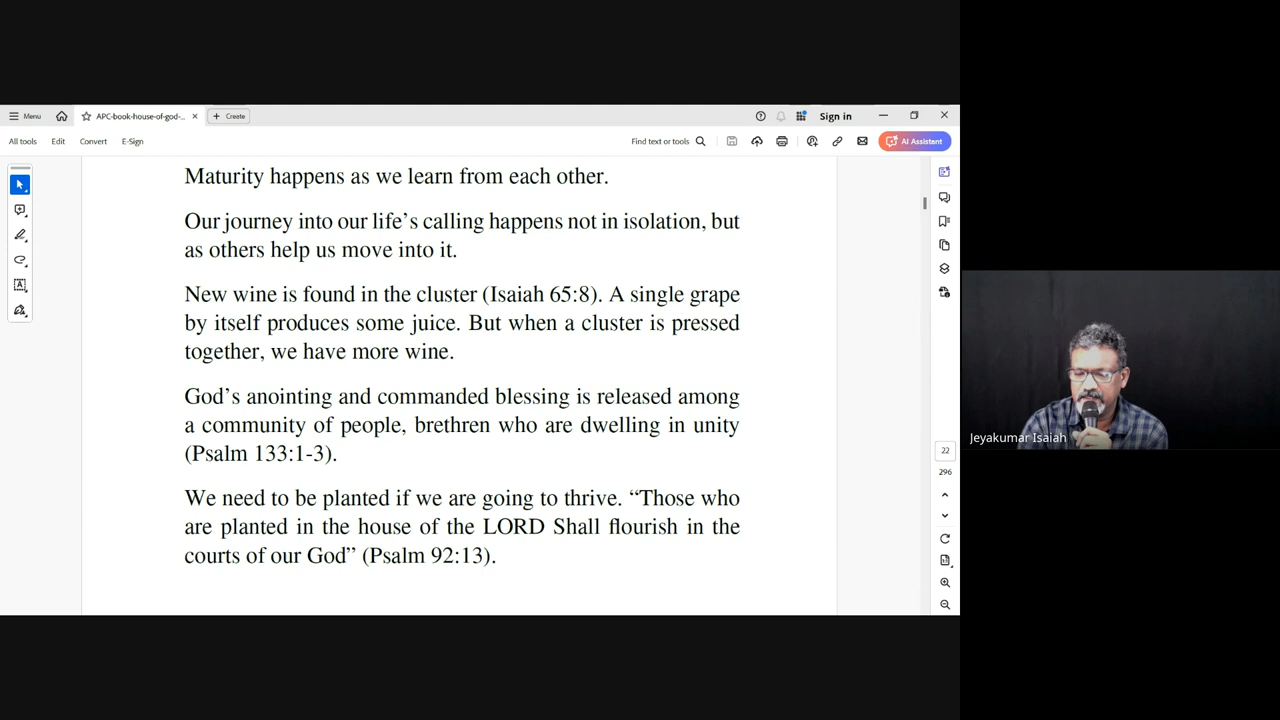 Menu
APC-book-house-of-god-...
Create
Sign in
All tools
Edit
Convert
E-Sign
Find text or tools
AI Assistant
Maturity happens as we learn from each other.
Our journey into our life's calling happens not in isolation, but
as others help us move into it.
New wine is found in the cluster (Isaiah 65:8). A single grape
by itself produces some juice. But when a cluster is pressed
together, we have more wine.
God's anointing and commanded blessing is released among
a community of people, brethren who are dwelling in unity
(Psalm 133:1-3).
We need to be planted if we are going to thrive. “Those who
are planted in the house of the LORD Shall flourish in the
courts of our God” (Psalm 92:13).
22
296
Jeyakumar Isaiah